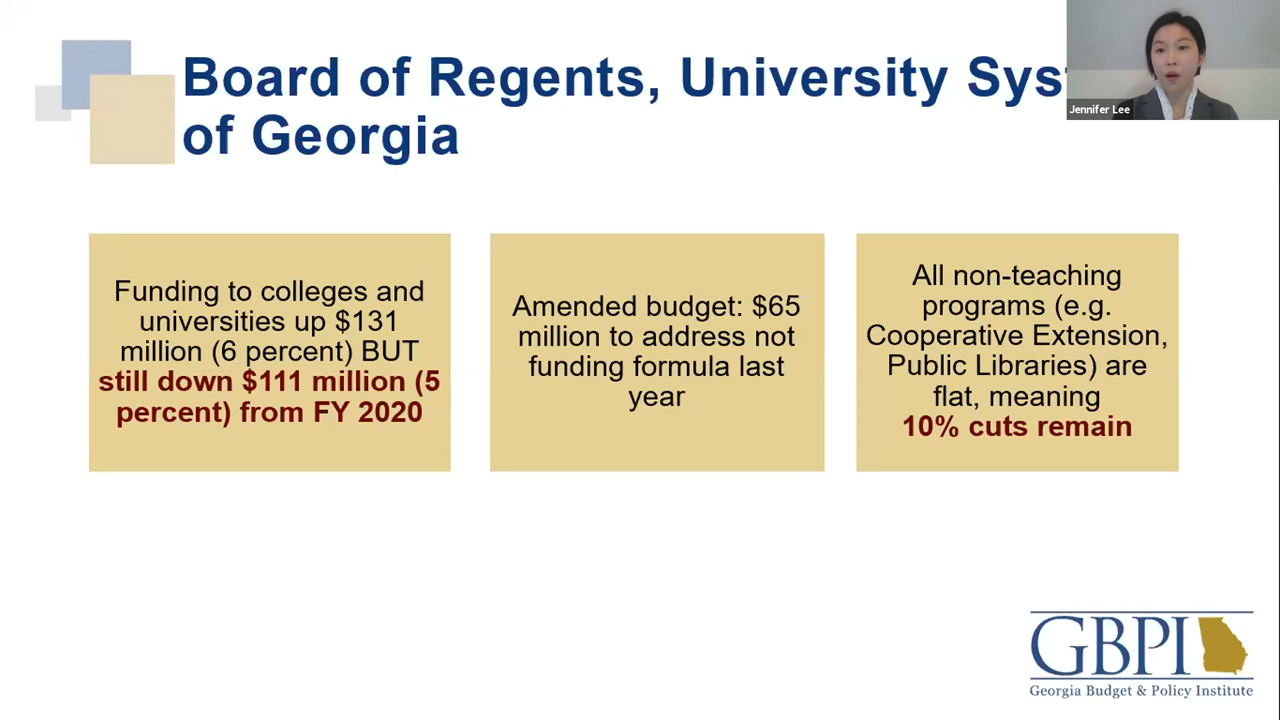 Board of Regents, University Sys
of Georgia
Jennifer Lee
Funding to colleges and
universities up $131
million (6 percent) BUT
still down $111 million (5
percent) from FY 2020
Amended budget: $65
million to address not
funding formula last
year
All non-teaching
programs (e.g.
Cooperative Extension,
Public Libraries) are
flat, meaning
10% cuts remain
GBPI
Georgia Budget & Policy Institute